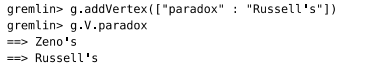 gremlin> g.addVertex(["paradox" : "Russell's"])
gremlin> g.V.paradox
==> Zeno's
==> Russell's